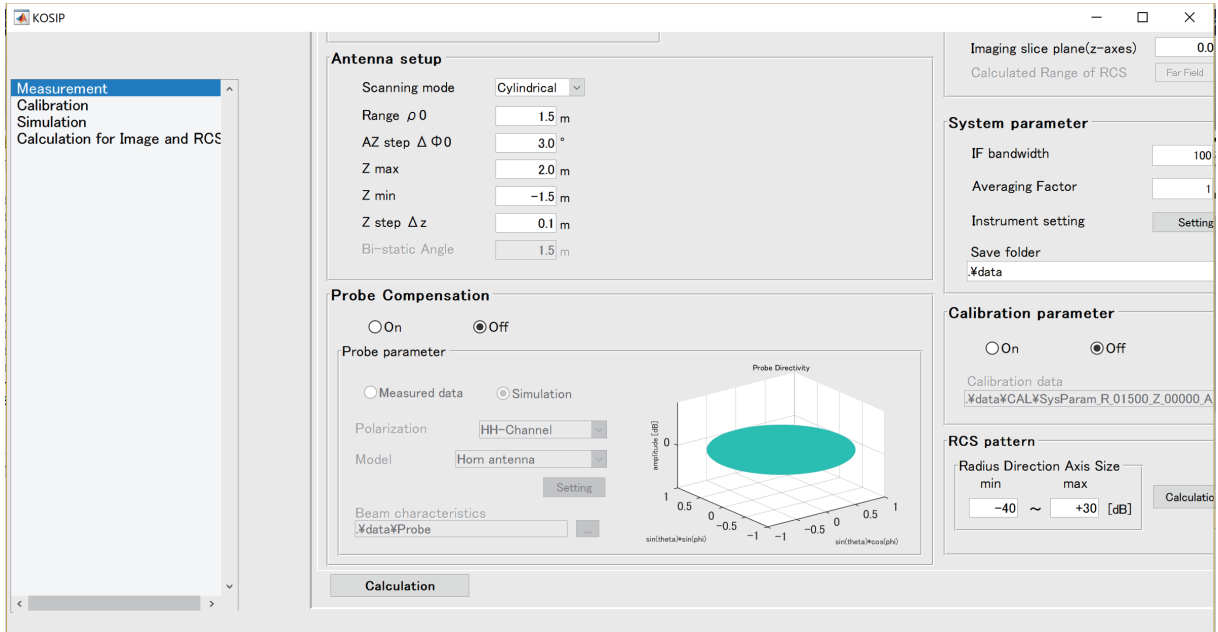 KOSIP
Measurement
Calibration
Simulation
Calculation for Image and RCS
Antenna setup
Scanning mode Cylindrical
Range ρ0 1.5 m
AZ step Δ Φ0 3.0 °
Z max 2.0 m
Z min −1.5 m
Z step Δz 0.1 m
Bi-static Angle 1.5 m
Probe Compensation
On Off
Probe parameter
Measured data Simulation
Polarization HH-Channel
Model Horn antenna
Setting
Beam characteristics
.¥data¥Probe ...
Probe Directivity
amplitude [dB]
0
1
0.5
0
-0.5
-1
-1
-0.5
0
0.5
1
sin(theta)*sin(phi)
sin(theta)*cos(phi)
Calculation
Imaging slice plane(z-axes) 0.0
Calculated Range of RCS Far Field
System parameter
IF bandwidth 100
Averaging Factor 1
Instrument setting Setting
Save folder
.¥data
Calibration parameter
On Off
Calibration data
.¥data¥CAL¥SysParam_R_01500_Z_00000_A_
RCS pattern
Radius Direction Axis Size
min max
−40 ~ +30 [dB]
Calculatio